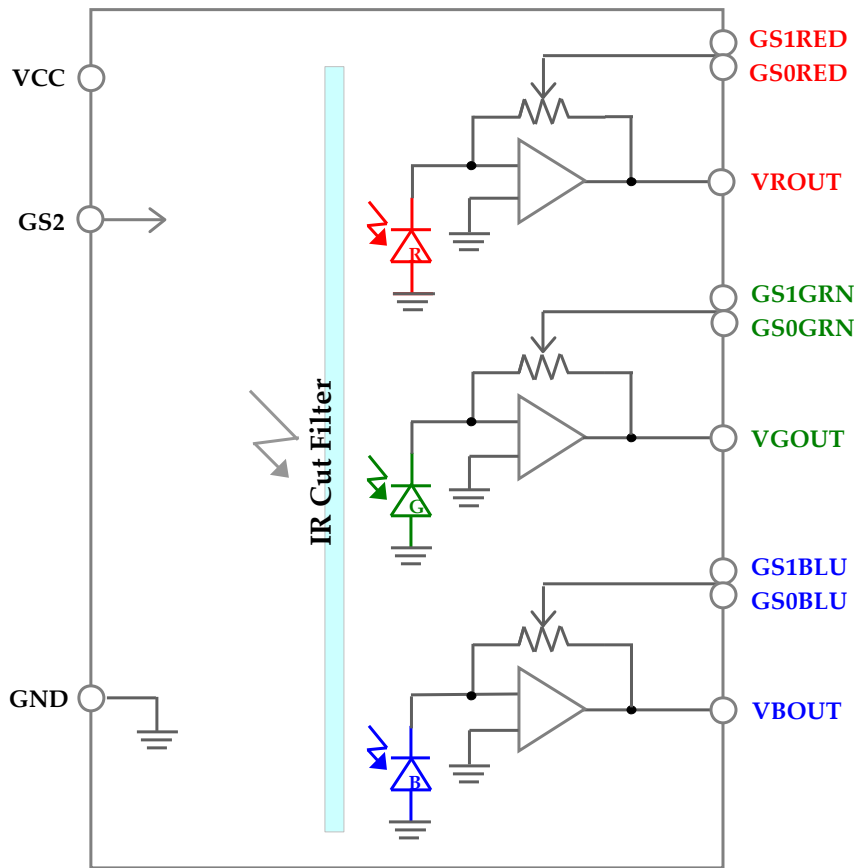 GS1RED
VCC
GS0RED
VROUT
GS2
R
GS1GRN
GS0GRN
IR Cut Filter
VGOUT
G
GS1BLU
GS0BLU
GND
VBOUT
B